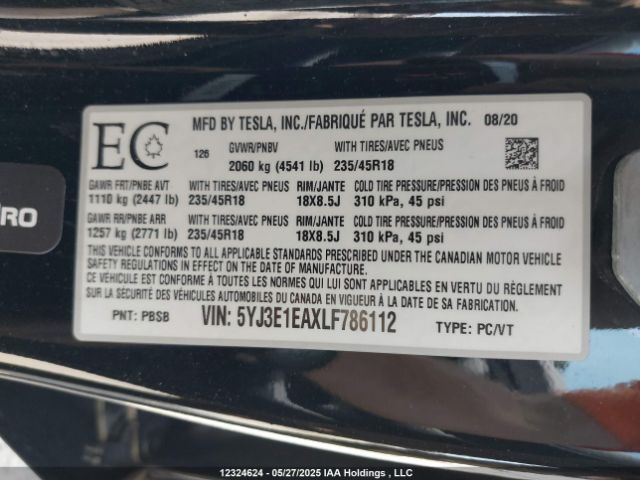 MFD BY TESLA, INC./FABRIQUÉ PAR TESLA, INC. 08/20
EC
126
GVWR/PNBV WITH TIRES/AVEC PNEUS
2060 kg (4541 lb) 235/45R18
GAWR FRT/PNBE AVT WITH TIRES/AVEC PNEUS RIM/JANTE COLD TIRE PRESSURE/PRESSION DES PNEUS À FROID
1110 kg (2447 lb) 235/45R18 18X8.5J 310 kPa, 45 psi
GAWR RR/PNBE ARR WITH TIRES/AVEC PNEUS RIM/JANTE COLD TIRE PRESSURE/PRESSION DES PNEUS À FROID
1257 kg (2771 lb) 235/45R18 18X8.5J 310 kPa, 45 psi
THIS VEHICLE CONFORMS TO ALL APPLICABLE STANDARDS PRESCRIBED UNDER THE CANADIAN MOTOR VEHICLE
SAFETY REGULATIONS IN EFFECT ON THE DATE OF MANUFACTURE.
CE VÉHICULE EST CONFORME À TOUTES LES NORMES QUI LUI SONT APPLICABLES EN VERTU DU RÈGLEMENT
SUR LA SÉCURITÉ DES VÉHICULES AUTOMOBILES DU CANADA EN VIGUEUR À LA DATE DE SA FABRICATION.
PNT: PBSB VIN: 5YJ3E1EAXLF786112 TYPE: PC/VT
RO
12324624 - 05/27/2025 IAA Holdings , LLC